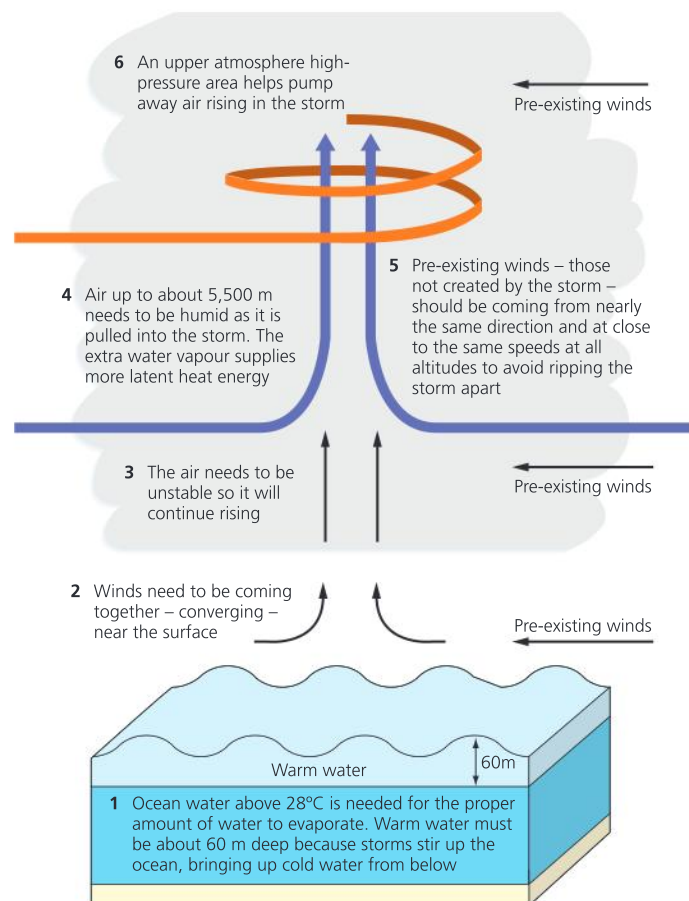 6 An upper atmosphere high-
pressure area helps pump
away air rising in the storm
Pre-existing winds
4 Air up to about 5,500 m
needs to be humid as it is
pulled into the storm. The
extra water vapour supplies
more latent heat energy
5 Pre-existing winds – those
not created by the storm –
should be coming from nearly
the same direction and at close
to the same speeds at all
altitudes to avoid ripping the
storm apart
3 The air needs to be
unstable so it will
continue rising
Pre-existing winds
2 Winds need to be coming
together – converging –
near the surface
Pre-existing winds
Warm water
60m
1 Ocean water above 28ºC is needed for the proper
amount of water to evaporate. Warm water must
be about 60 m deep because storms stir up the
ocean, bringing up cold water from below